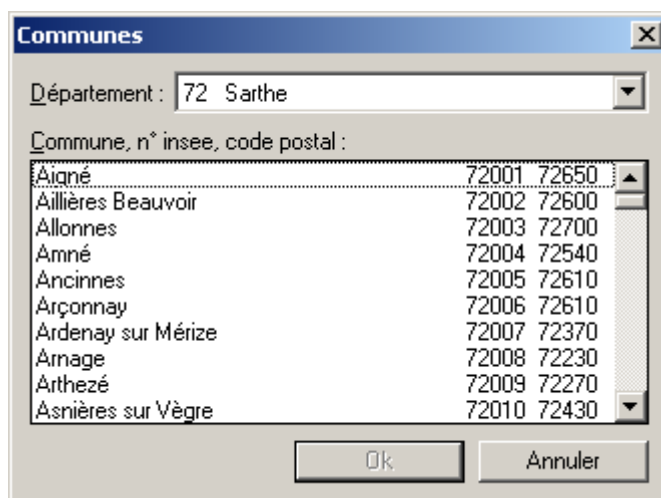 Communes
Département : 72 Sarthe
Commune, n° insee, code postal :
Aigné 72001 72650
Aillières Beauvoir 72002 72600
Allonnes 72003 72700
Amné 72004 72540
Ancinnes 72005 72610
Arçonnay 72006 72610
Ardenay sur Mérize 72007 72370
Arnage 72008 72230
Arthezé 72009 72270
Asnières sur Vègre 72010 72430
Ok Annuler